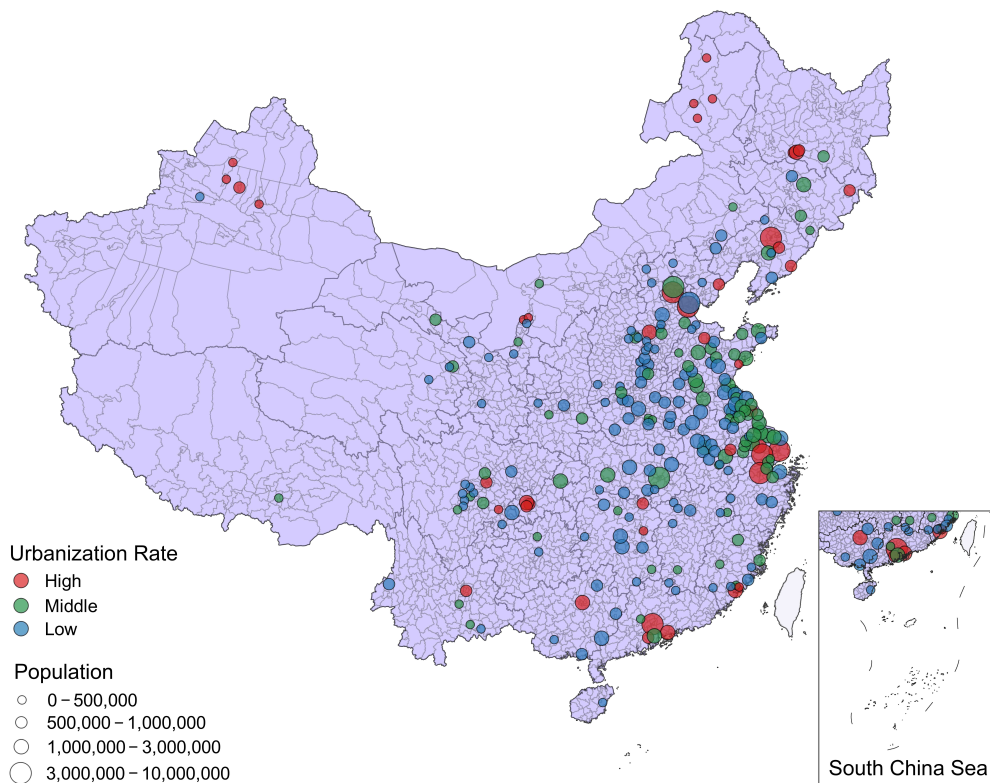 Urbanization Rate
High
Middle
Low
Population
0 – 500,000
500,000 – 1,000,000
1,000,000 – 3,000,000
3,000,000 – 10,000,000
South China Sea